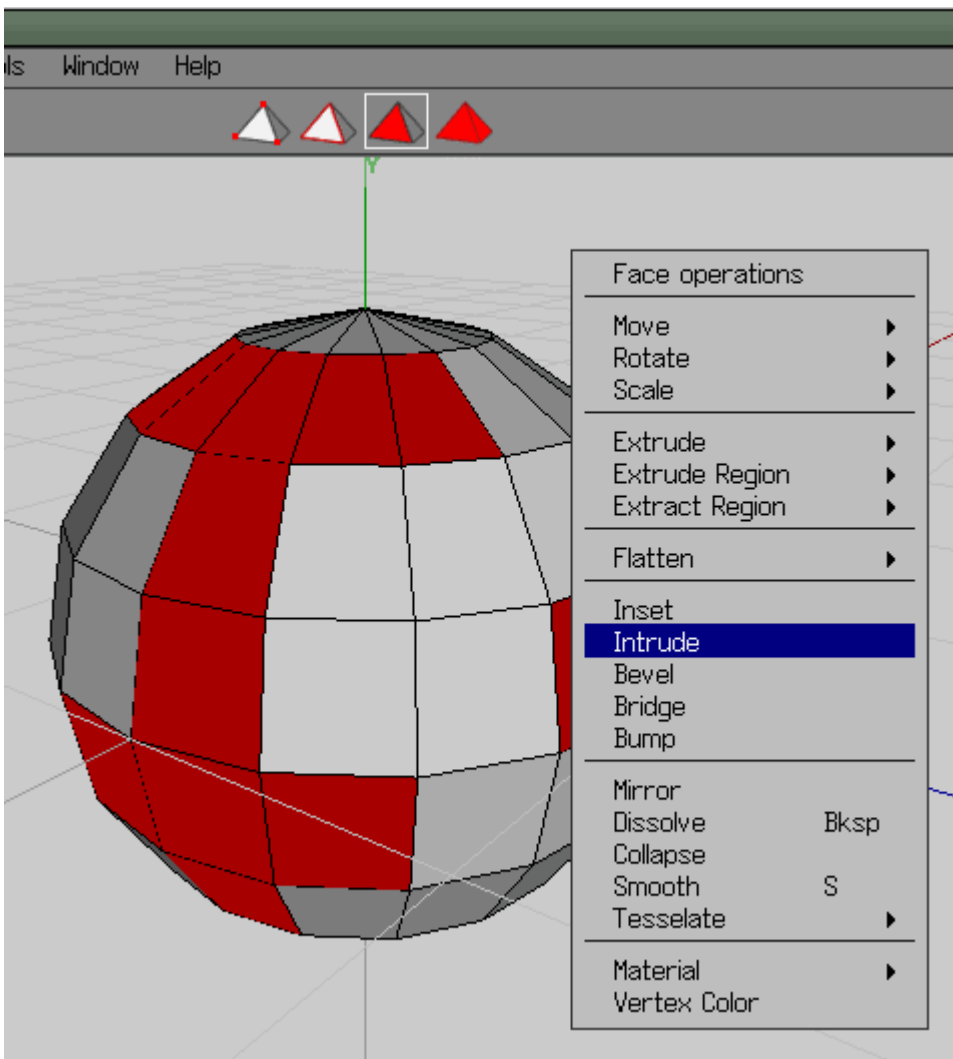 ls Window Help
Y
Face operations
Move
Rotate
Scale
Extrude
Extrude Region
Extract Region
Flatten
Inset
Intrude
Bevel
Bridge
Bump
Mirror
Dissolve Bksp
Collapse
Smooth S
Tesselate
Material
Vertex Color